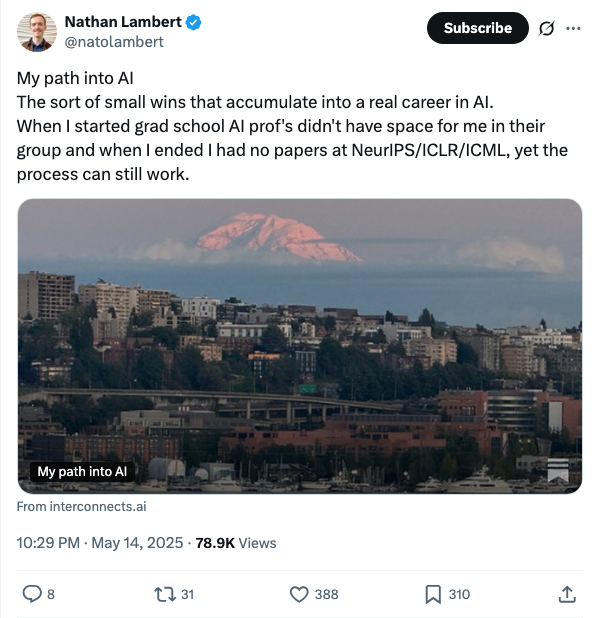 Nathan Lambert
@natolambert
Subscribe
My path into AI
The sort of small wins that accumulate into a real career in AI.
When I started grad school AI prof's didn't have space for me in their
group and when I ended I had no papers at NeurIPS/ICLR/ICML, yet the
process can still work.
My path into AI
From interconnects.ai
10:29 PM · May 14, 2025 · 78.9K Views
8 31 388 310